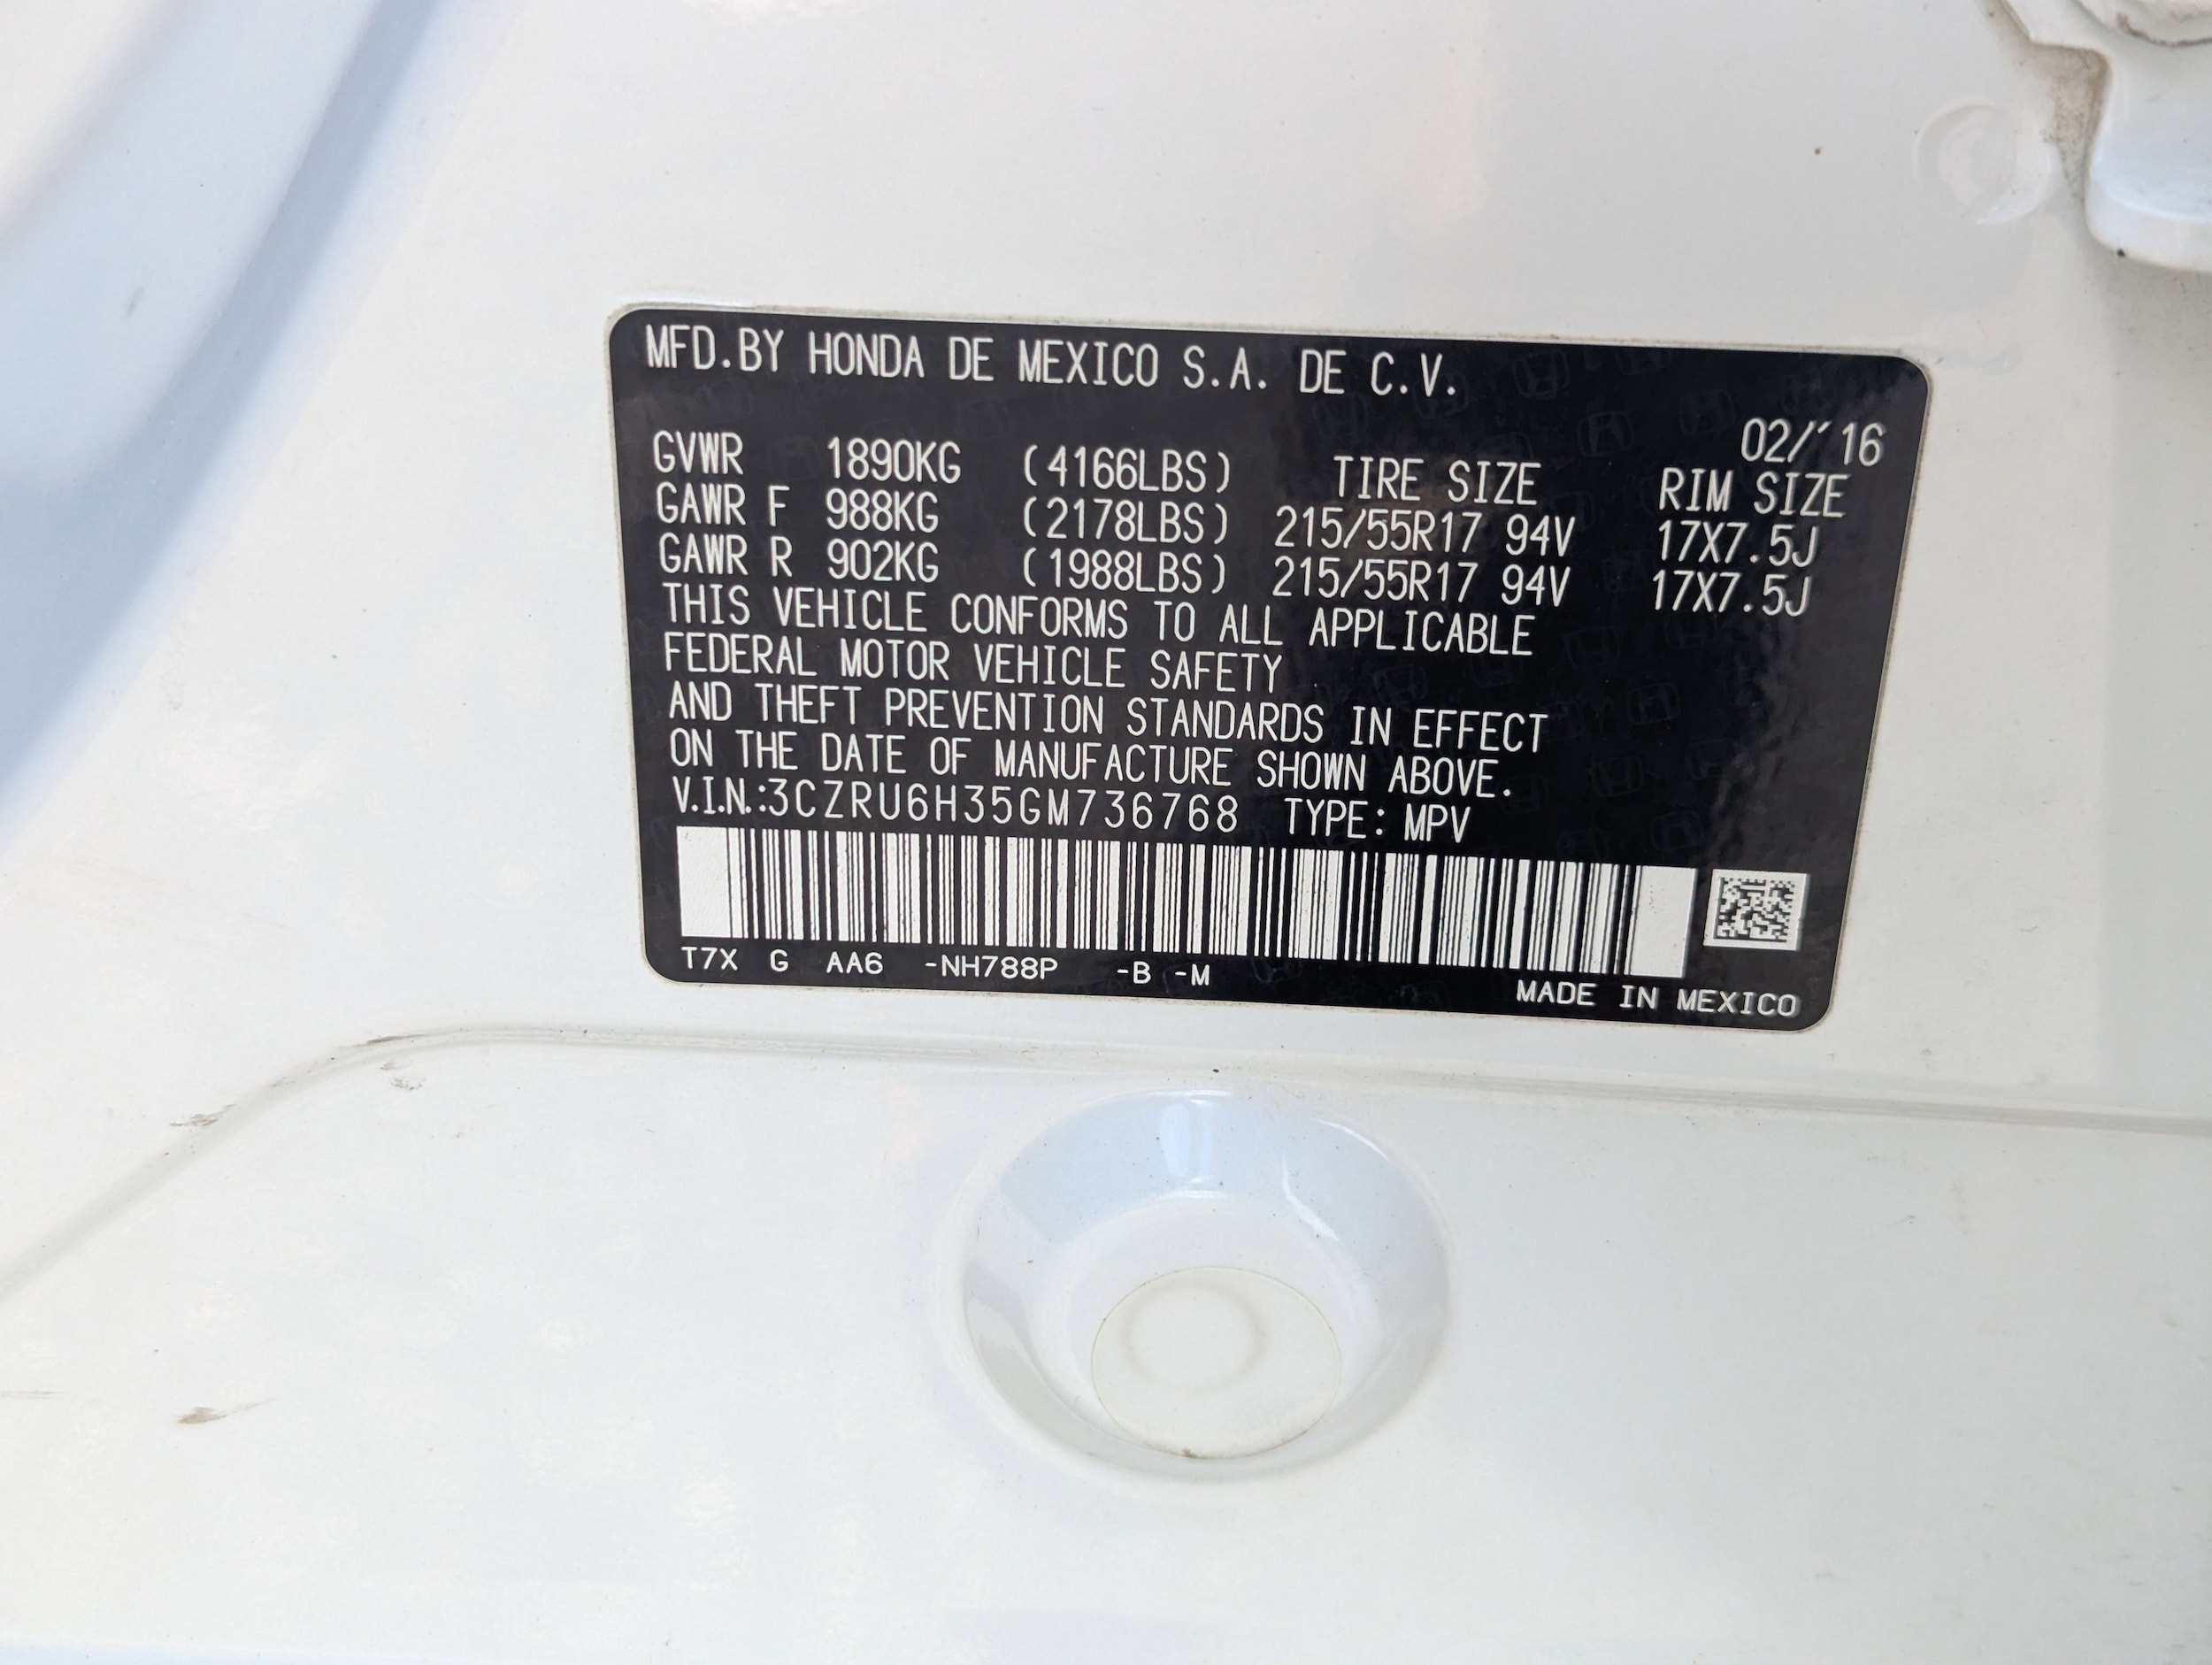 MFD.BY HONDA DE MEXICO S.A. DE C.V.
02/´16
GVWR 1890KG (4166LBS) TIRE SIZE RIM SIZE
GAWR F 988KG (2178LBS) 215/55R17 94V 17X7.5J
GAWR R 902KG (1988LBS) 215/55R17 94V 17X7.5J
THIS VEHICLE CONFORMS TO ALL APPLICABLE
FEDERAL MOTOR VEHICLE SAFETY
AND THEFT PREVENTION STANDARDS IN EFFECT
ON THE DATE OF MANUFACTURE SHOWN ABOVE.
V.I.N.:3CZRU6H35GM736768 TYPE: MPV
T7X G AA6 -NH788P -B -M
MADE IN MEXICO